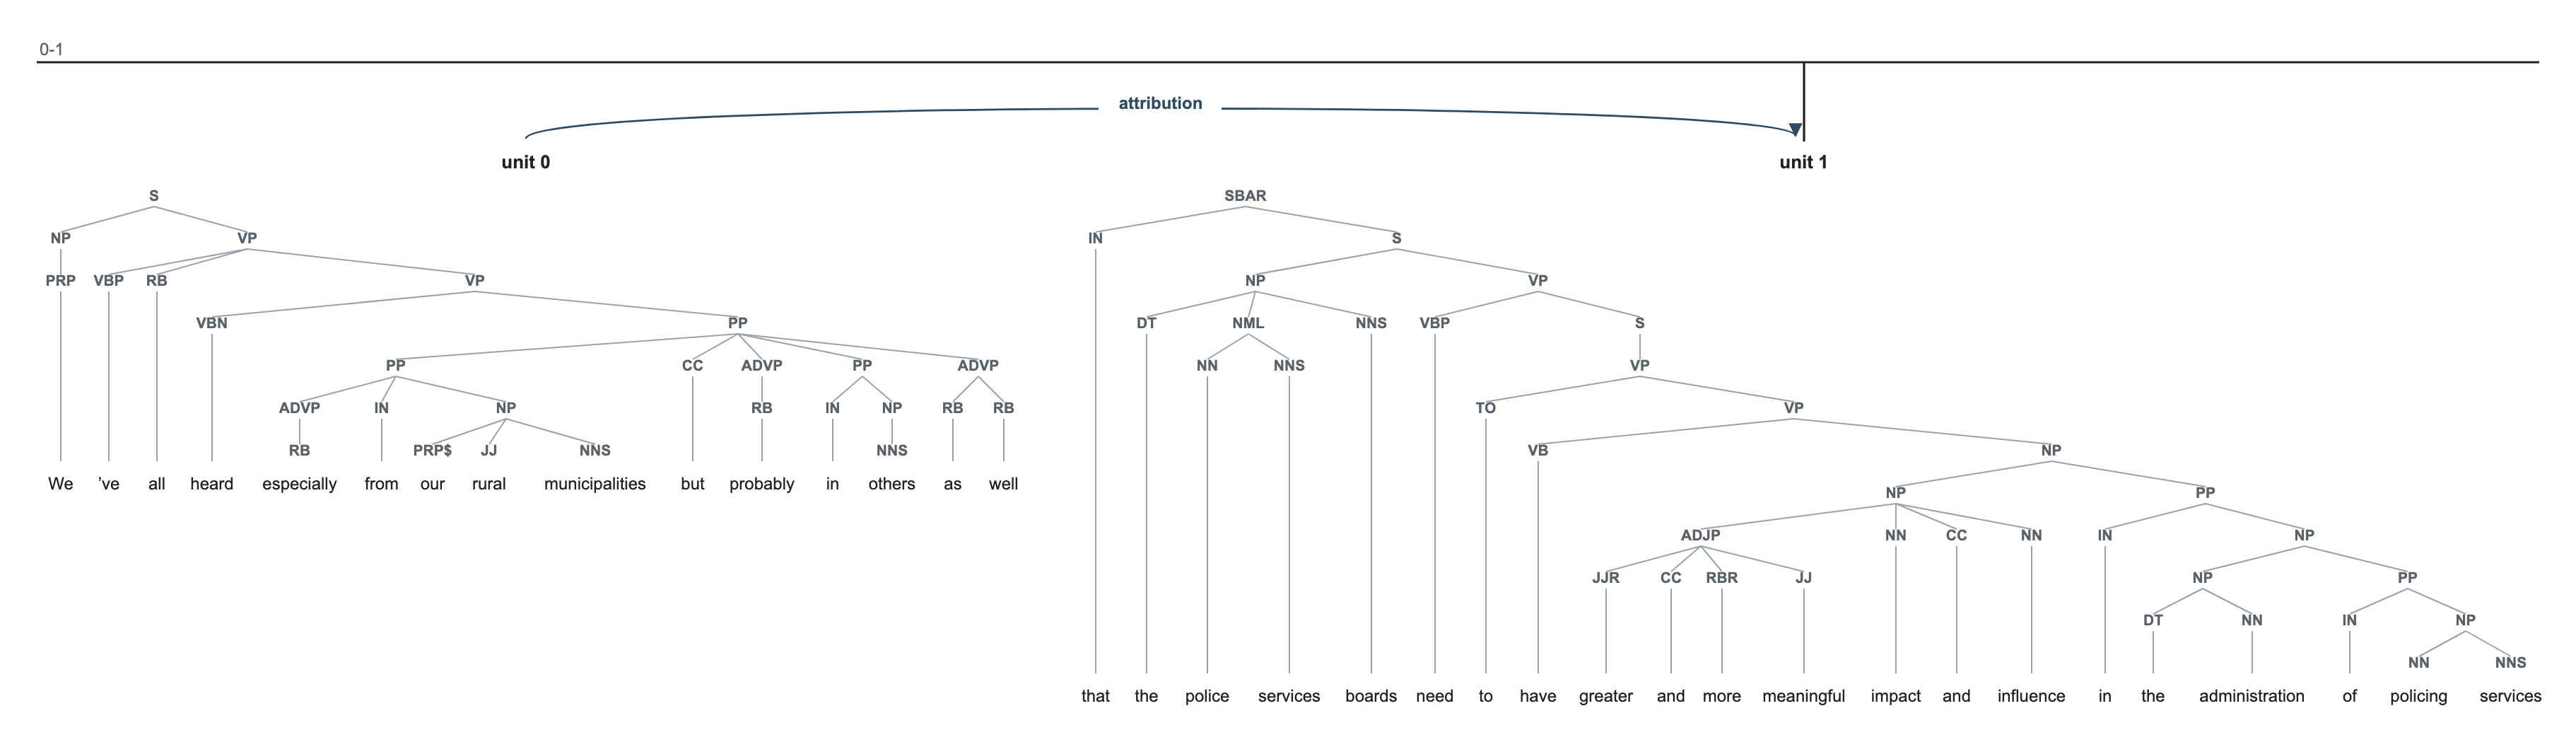 0-1
attribution
unit 0 unit 1
S SBAR
NP VP IN S
PRP VBP RB VP NP VP
VBN PP DT NML NNS VBP S
PP CC ADVP PP ADVP NN NNS VP
ADVP IN NP RB IN NP RB RB TO VP
RB PRP$ JJ NNS NNS VB NP
We ’ve all heard especially from our rural municipalities but probably in others as well
NP PP
ADJP NN CC NN IN NP
JJR CC RBR JJ NP PP
DT NN IN NP
NN NNS
that the police services boards need to have greater and more meaningful impact and influence in the administration of policing services